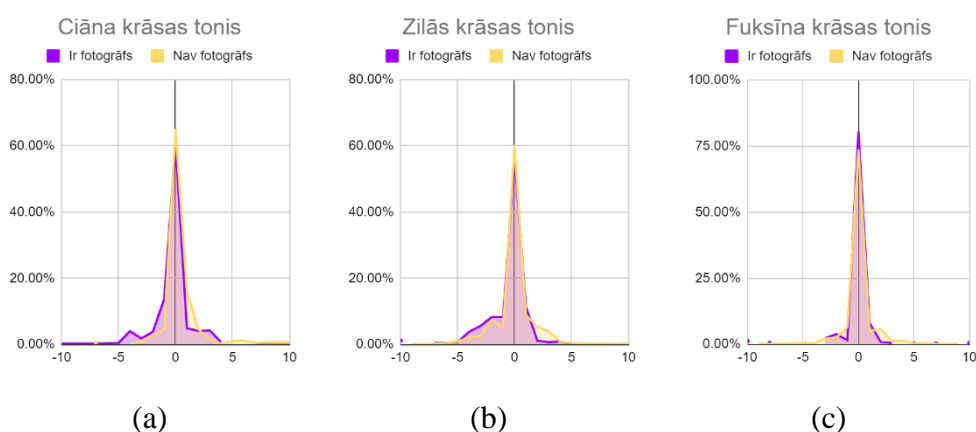 Ciāna krāsas tonis
Ir fotogrāfs Nav fotogrāfs
80.00%
60.00%
40.00%
20.00%
0.00%
-10 -5 0 5 10
(a)
Zilās krāsas tonis
Ir fotogrāfs Nav fotogrāfs
80.00%
60.00%
40.00%
20.00%
0.00%
-10 -5 0 5 10
(b)
Fuksīna krāsas tonis
Ir fotogrāfs Nav fotogrāfs
100.00%
75.00%
50.00%
25.00%
0.00%
-10 -5 0 5 10
(c)